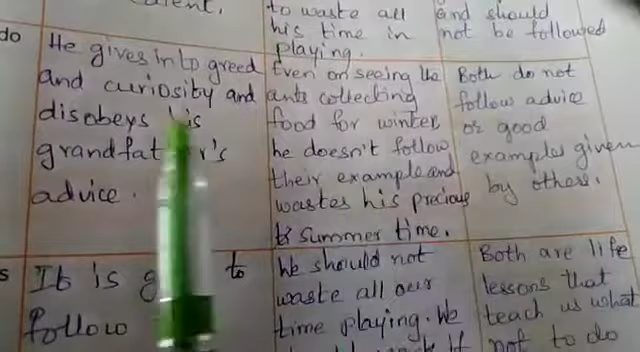 to waste all
his time in
playing.
and should
not be followed
do
He gives into greed
and curiosity and
disobeys his
grandfather's
advice.
Even on seeing the
ants collecting
food for winter
he doesn't follow
their example and
wastes his precious
summer time.
Both do not
follow advice
or good
examples given
by others.
s
It is to
follow
We should not
waste all our
time playing. We
Both are life
lessons that
teach us what
not to do